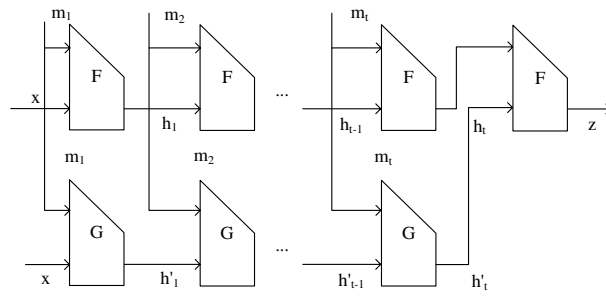 m₁ m₂ mₜ
F F F F
x h₁ ... hₜ₋₁ hₜ z
m₁ m₂ mₜ
G G G
x h'₁ ... h'ₜ₋₁ h'ₜ